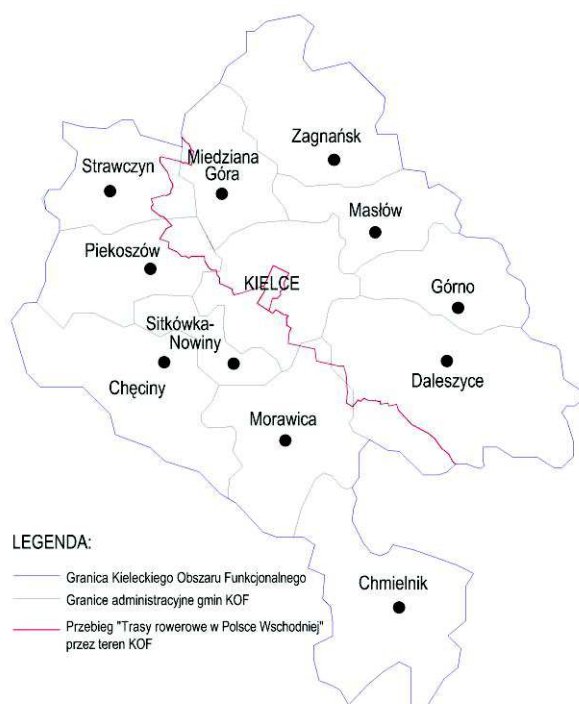 Zagnańsk
Miedziana
Góra
Strawczyn
Masłów
Piekoszów
KIELCE
Górno
Sitkówka-
Nowiny
Chęciny
Daleszyce
Morawica
LEGENDA:
Granica Kieleckiego Obszaru Funkcjonalnego
Granice administracyjne gmin KOF
Przebieg "Trasy rowerowe w Polsce Wschodniej"
przez teren KOF
Chmielnik